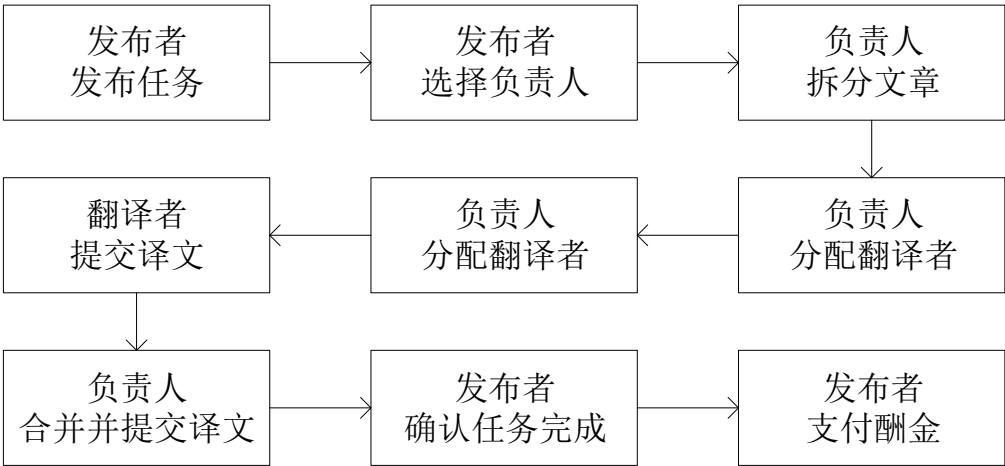 发布者
发布任务
发布者
选择负责人
负责人
拆分文章
负责人
分配翻译者
负责人
分配翻译者
翻译者
提交译文
负责人
合并并提交译文
发布者
确认任务完成
发布者
支付酬金